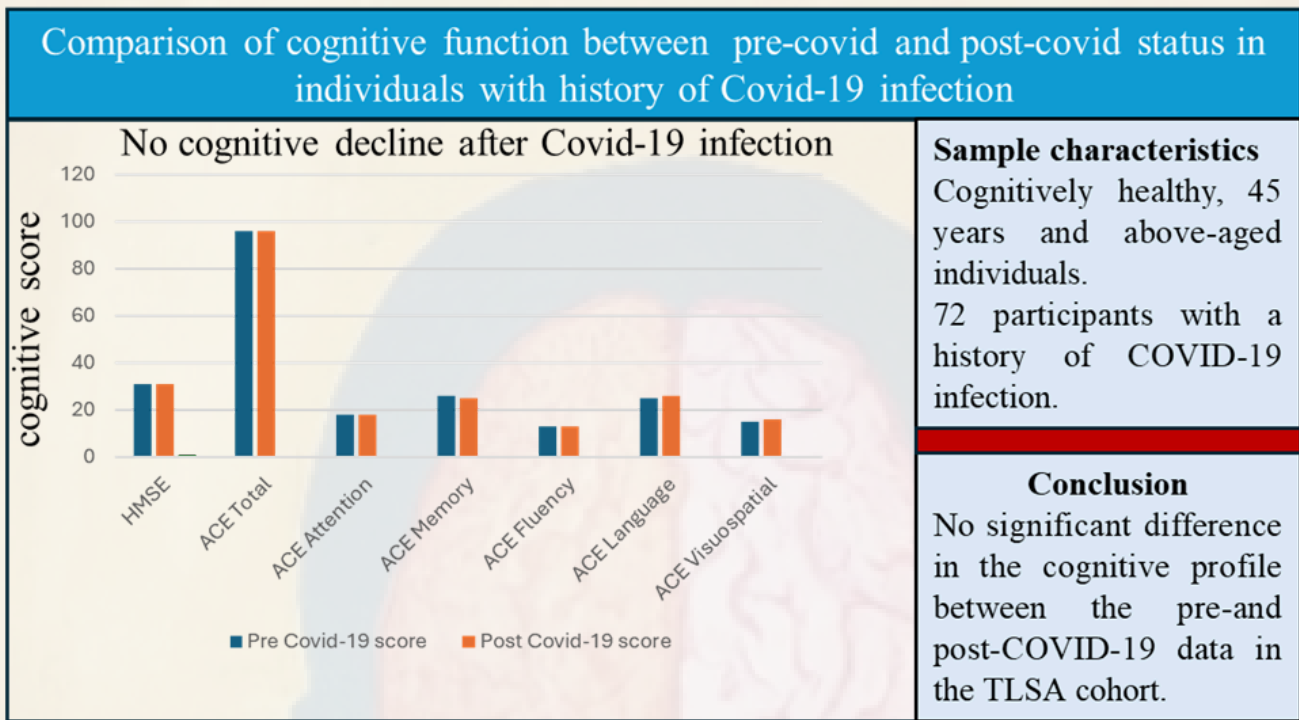 Comparison of cognitive function between pre-covid and post-covid status in
individuals with history of Covid-19 infection
No cognitive decline after Covid-19 infection
cognitive score
120
100
80
60
40
20
0
HMSE
ACE Total
ACE Attention
ACE Memory
ACE Fluency
ACE Language
ACE Visuospatial
Pre Covid-19 score
Post Covid-19 score
Sample characteristics
Cognitively healthy, 45
years and above-aged
individuals.
72 participants with a
history of COVID-19
infection.
Conclusion
No significant difference
in the cognitive profile
between the pre-and
post-COVID-19 data in
the TLSA cohort.